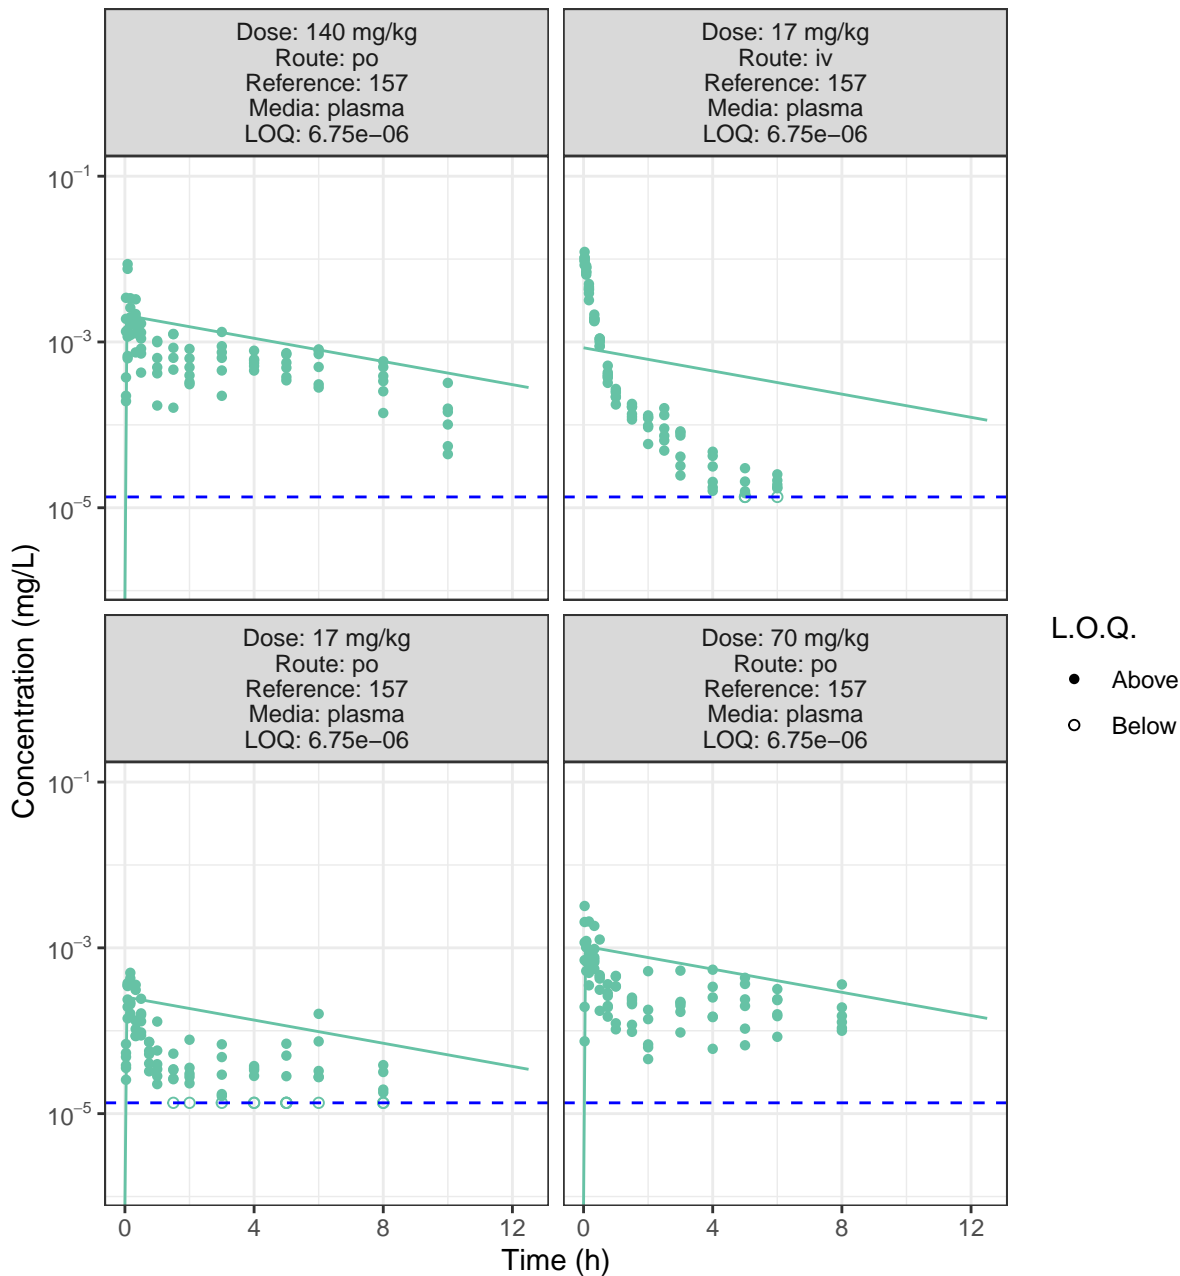 Dose: 140 mg/kg
Route: po
Reference: 157
Media: plasma
LOQ: 6.75e−06
Dose: 17 mg/kg
Route: iv
Reference: 157
Media: plasma
LOQ: 6.75e−06
10⁻¹
10⁻³
10⁻⁵
Dose: 17 mg/kg
Route: po
Reference: 157
Media: plasma
LOQ: 6.75e−06
Dose: 70 mg/kg
Route: po
Reference: 157
Media: plasma
LOQ: 6.75e−06
10⁻¹
10⁻³
10⁻⁵
0 4 8 12
0 4 8 12
Time (h)
Concentration (mg/L)
L.O.Q.
Above
Below